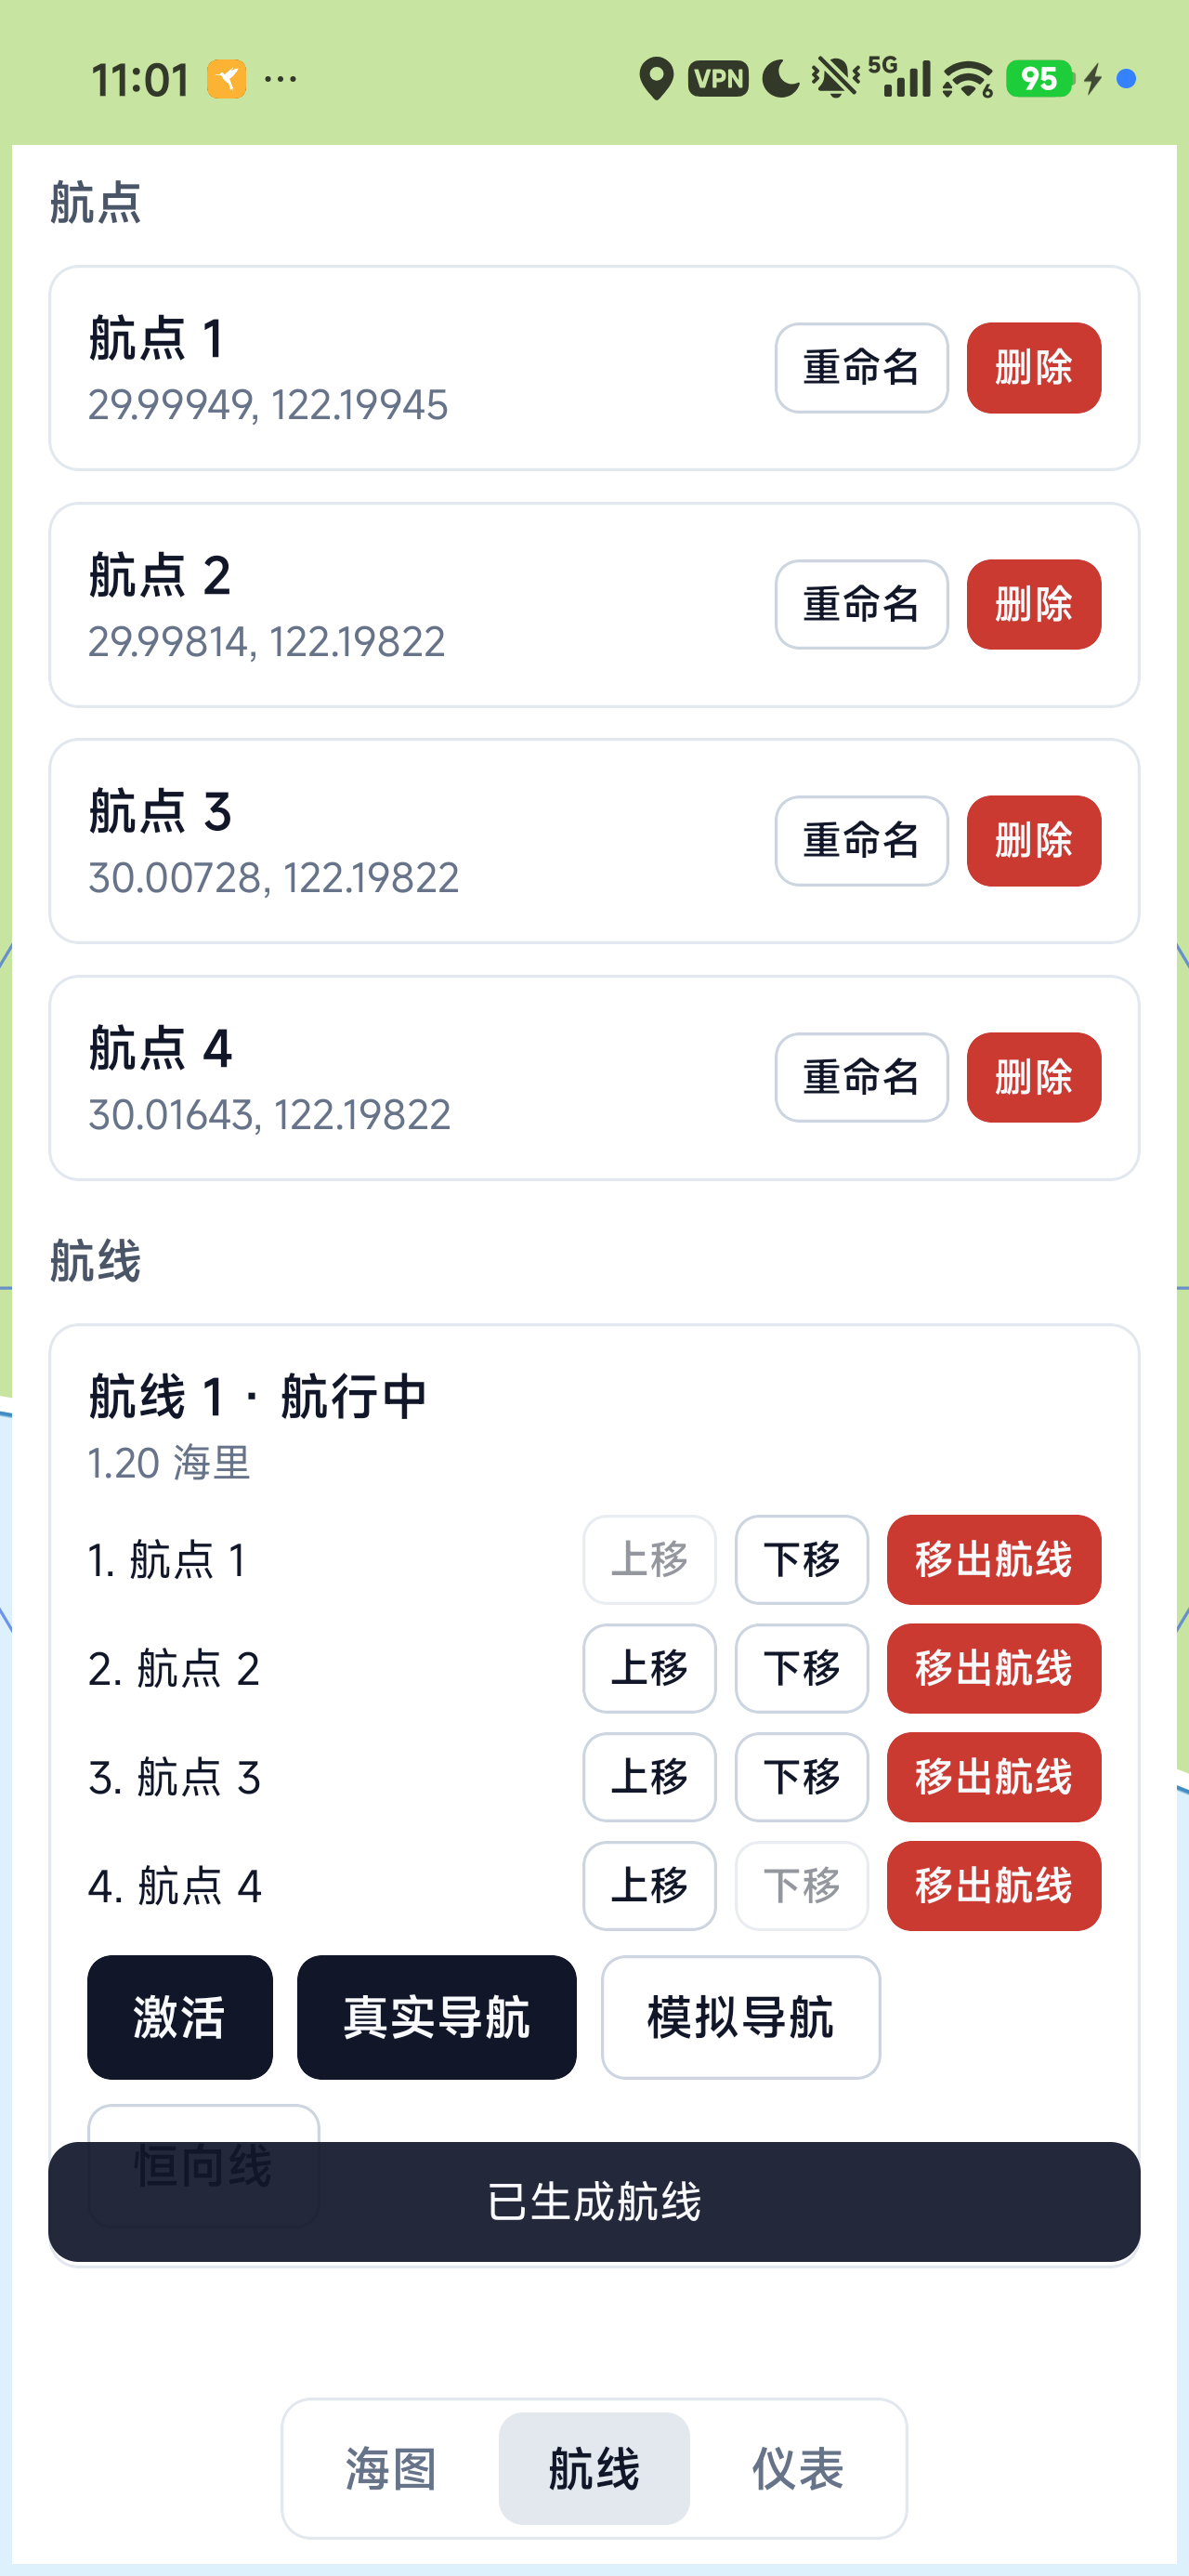 11:01 ... VPN 5G 6 95
航点
航点 1
29.99949, 122.19945
重命名 删除
航点 2
29.99814, 122.19822
重命名 删除
航点 3
30.00728, 122.19822
重命名 删除
航点 4
30.01643, 122.19822
重命名 删除
航线
航线 1 · 航行中
1.20 海里
1. 航点 1 上移 下移 移出航线
2. 航点 2 上移 下移 移出航线
3. 航点 3 上移 下移 移出航线
4. 航点 4 上移 下移 移出航线
激活 真实导航 模拟导航
恒向线
已生成航线
海图 航线 仪表